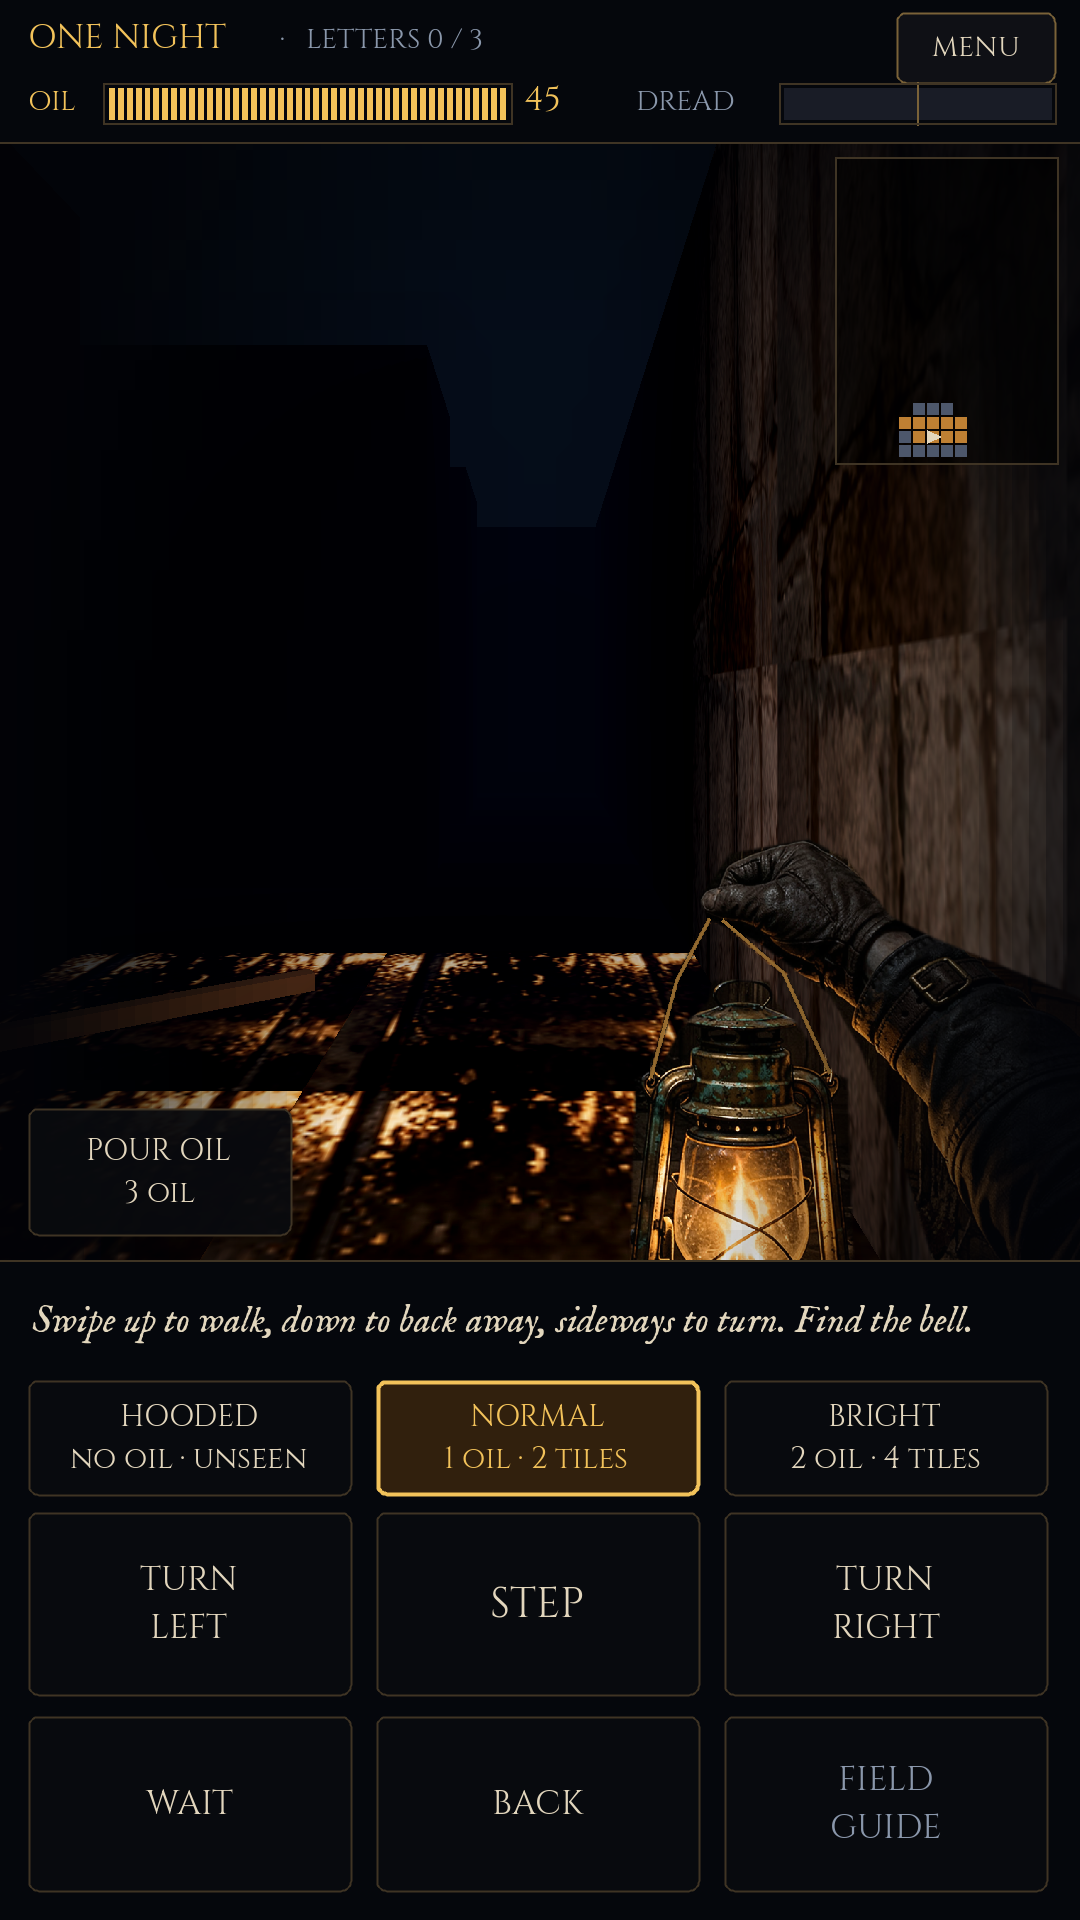 ONE NIGHT · LETTERS 0 / 3
MENU
OIL 45 DREAD
POUR OIL
3 OIL
Swipe up to walk, down to back away, sideways to turn. Find the bell.
HOODED
NO OIL · UNSEEN
NORMAL
1 OIL · 2 TILES
BRIGHT
2 OIL · 4 TILES
TURN
LEFT
STEP
TURN
RIGHT
WAIT
BACK
FIELD
GUIDE